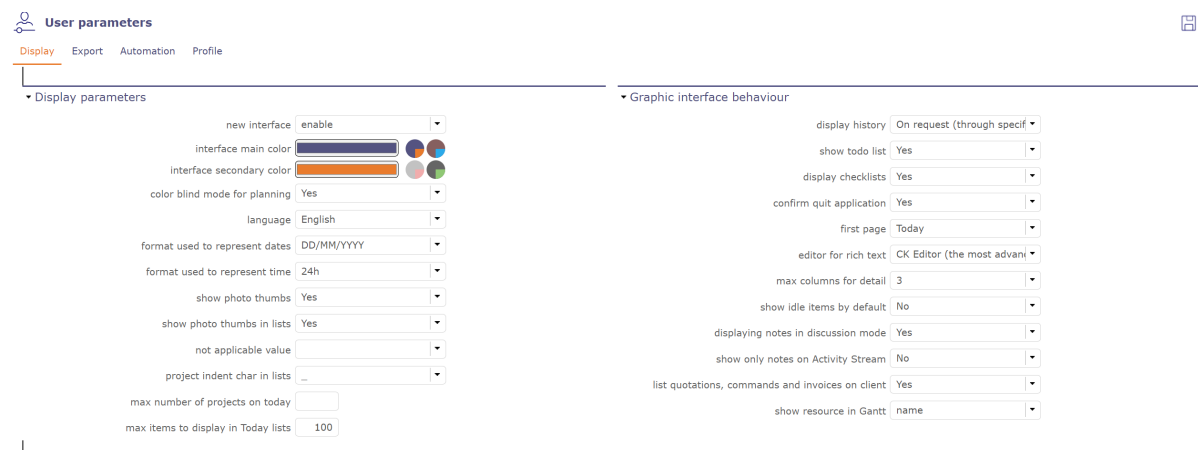 User parameters
Display Export Automation Profile
Display parameters
new interface enable
interface main color
interface secondary color
color blind mode for planning Yes
language English
format used to represent dates DD/MM/YYYY
format used to represent time 24h
show photo thumbs Yes
show photo thumbs in lists Yes
not applicable value
project indent char in lists _
max number of projects on today
max items to display in Today lists 100
Graphic interface behaviour
display history On request (through specif
show todo list Yes
display checklists Yes
confirm quit application Yes
first page Today
editor for rich text CK Editor (the most advan
max columns for detail 3
show idle items by default No
displaying notes in discussion mode Yes
show only notes on Activity Stream No
list quotations, commands and invoices on client Yes
show resource in Gantt name